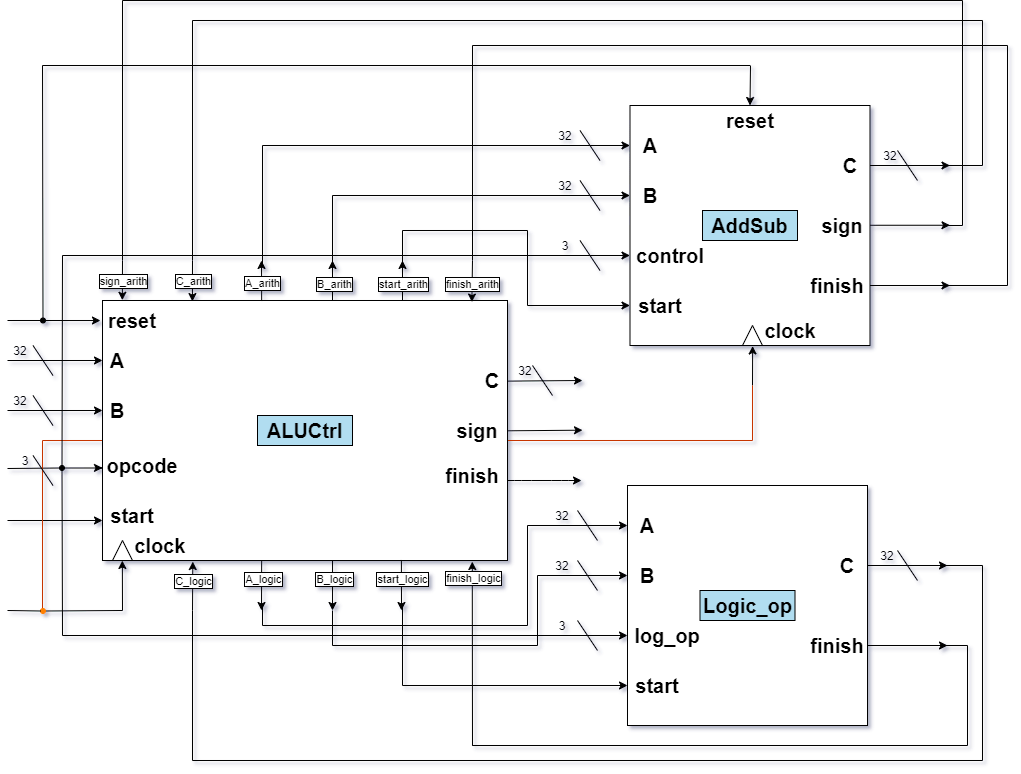 reset
32
A
C
32
32
B
AddSub
sign
3
control
finish
start
clock
sign_arith
C_arith
A_arith
B_arith
start_arith
finish_arith
reset
32
A
32
C
32
B
ALUCtrl
sign
3
opcode
finish
start
clock
C_logic
A_logic
B_logic
start_logic
finish_logic
32
A
32
B
C
32
Logic_op
3
log_op
finish
start